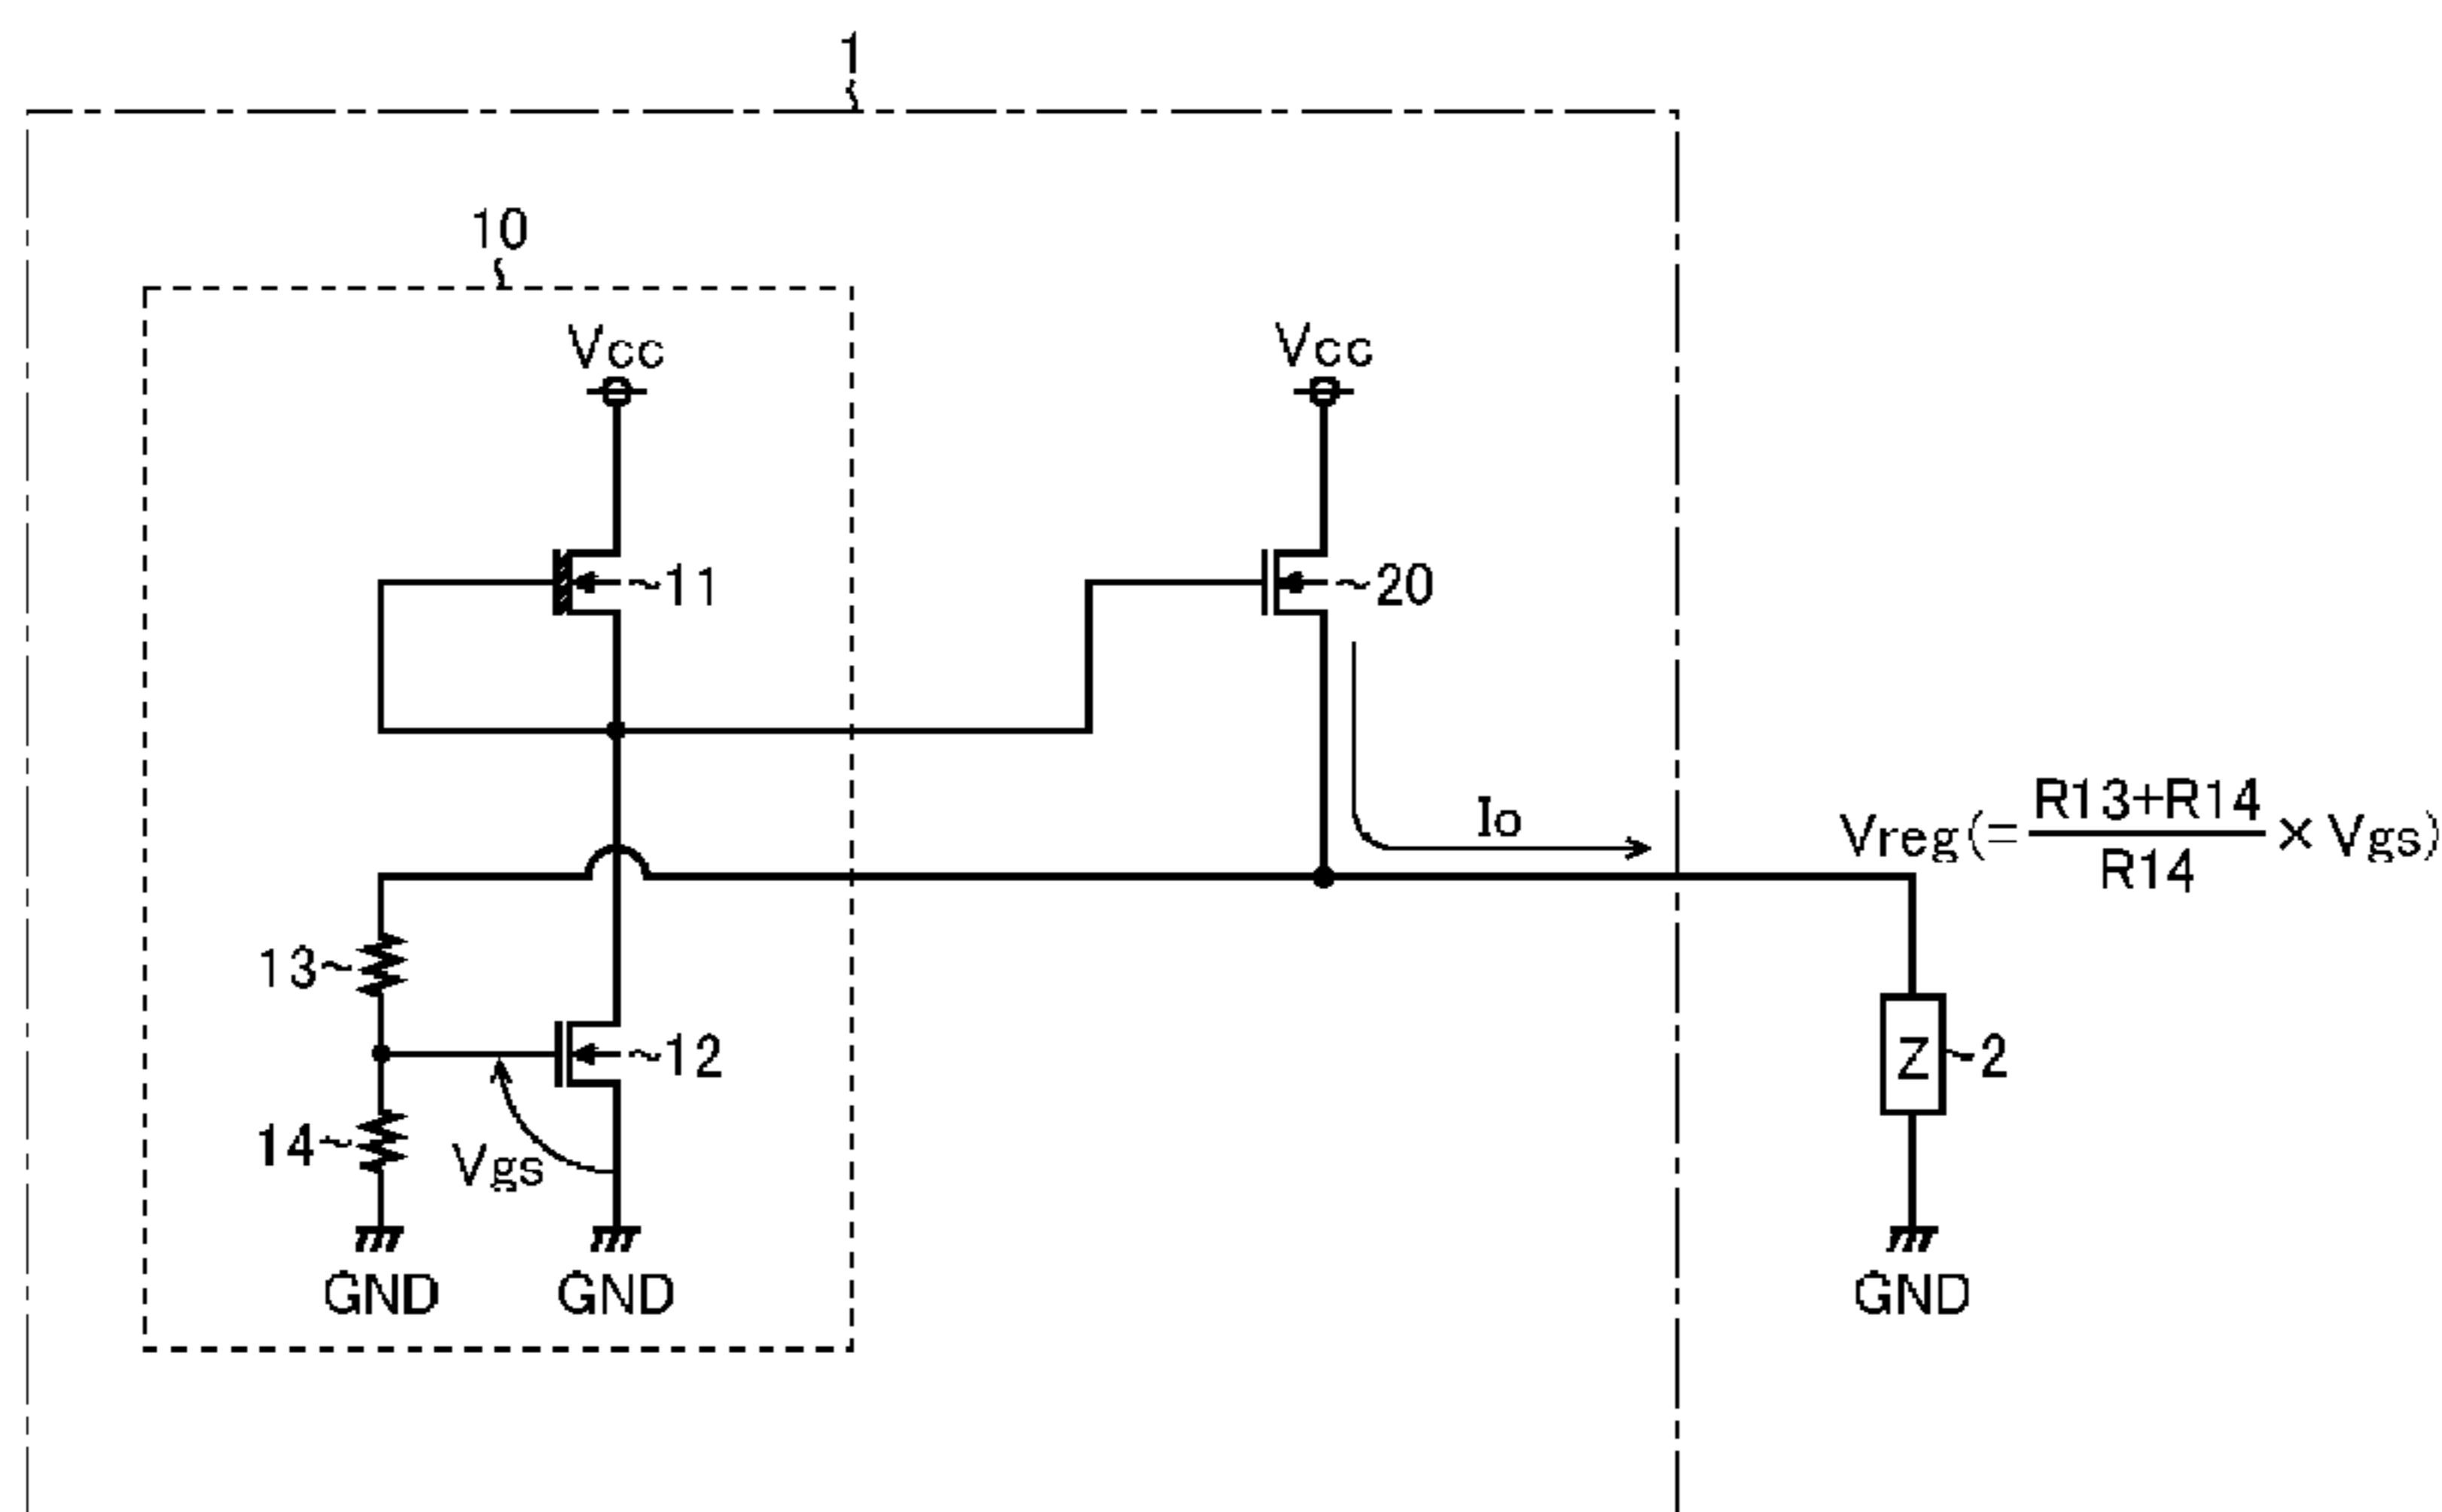 1
10
Vcc
Vcc
~11
~20
Io
Vreg(=R13+R14/R14 × Vgs)
13~
~12
Z~2
14~
Vgs
GND
GND
GND